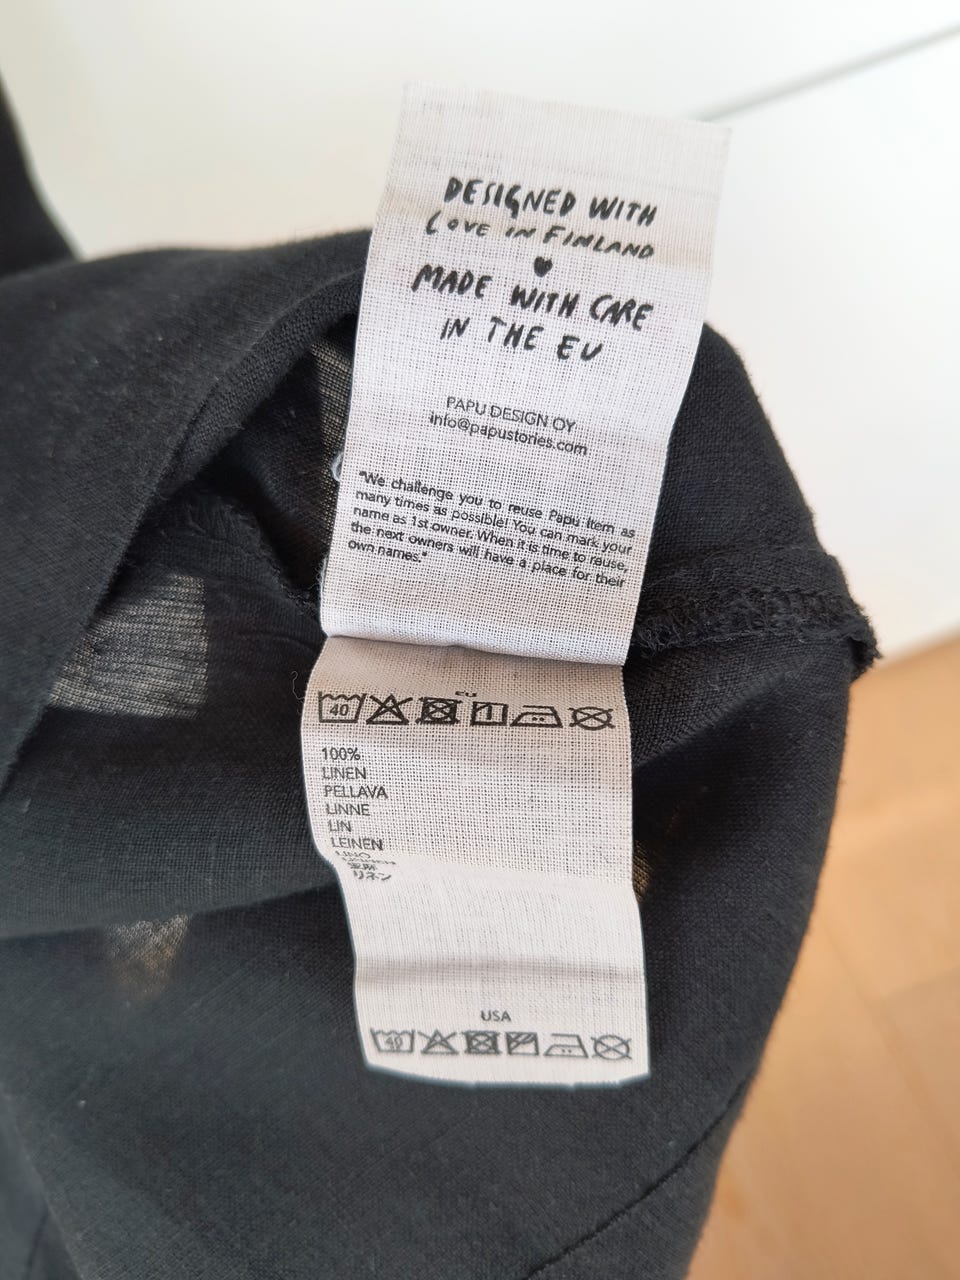 DESIGNED WITH
LOVE IN FINLAND
MADE WITH CARE
IN THE EU
PAPU DESIGN OY
info@papustories.com
"We challenge you to reuse Papu item as
many times as possible! You can mark your
name as 1st owner. When it is time to reuse,
the next owners will have a place for their
own names."
EU
40
100%
LINEN
PELLAVA
LINNE
LIN
LEINEN
LINO
リネン
USA
40